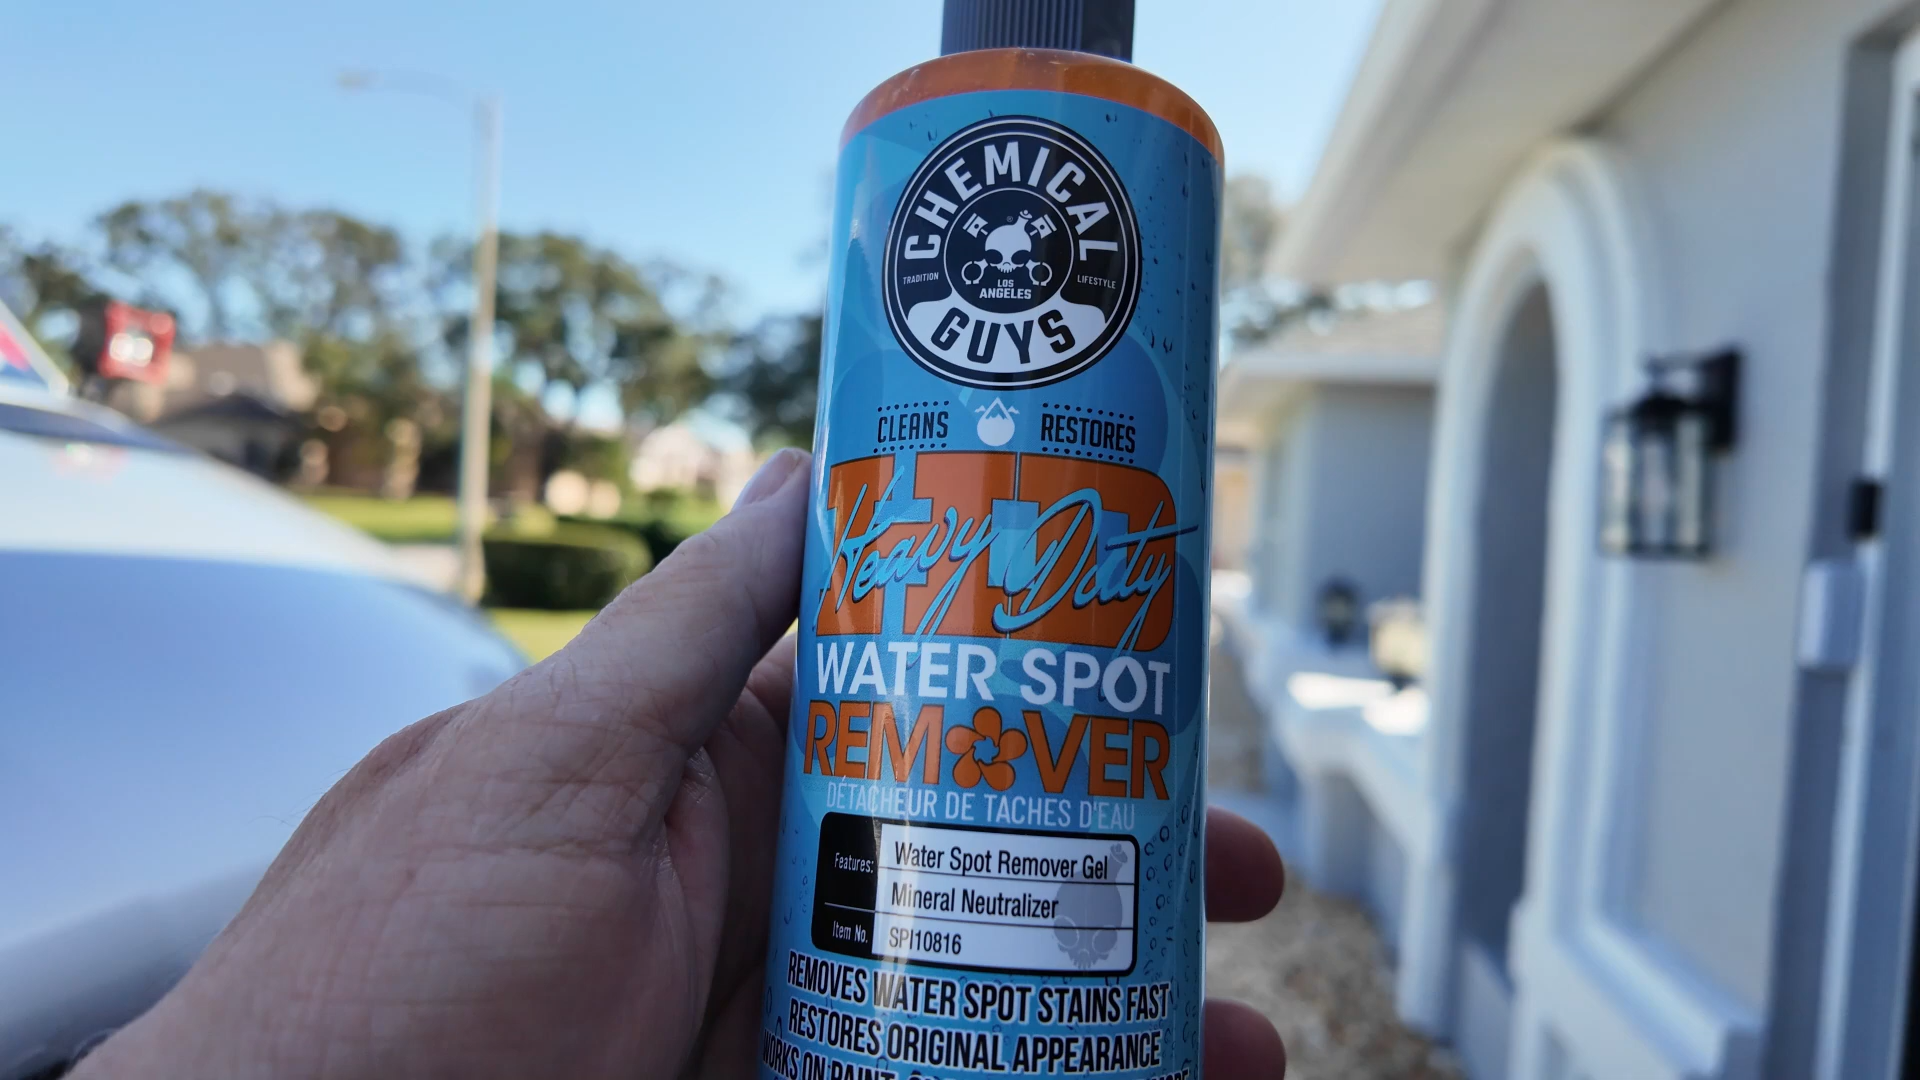 CHEMICAL
TRADITION
LIFESTYLE
LOS
ANGELES
GUYS
CLEANS RESTORES
HD
Heavy Duty
WATER SPOT
REMOVER
DÉTACHEUR DE TACHES D'EAU
Features: Water Spot Remover Gel
Mineral Neutralizer
Item No. SPI10816
REMOVES WATER SPOT STAINS FAST
RESTORES ORIGINAL APPEARANCE
WORKS ON PAINT,